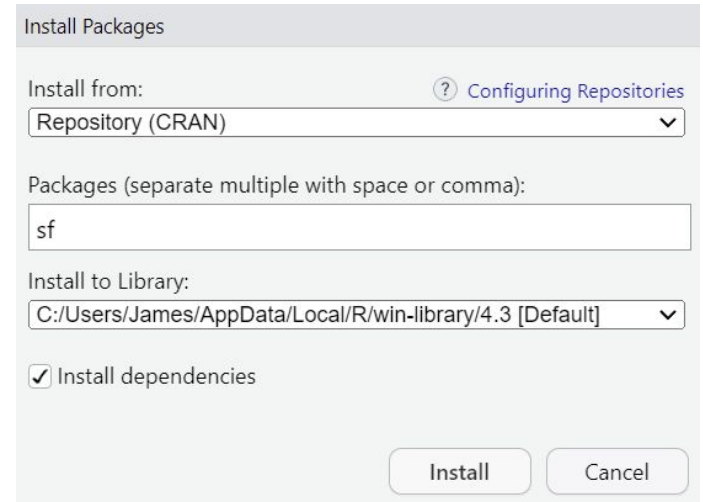 Install Packages
Install from:
? Configuring Repositories
Repository (CRAN)
Packages (separate multiple with space or comma):
sf
Install to Library:
C:/Users/James/AppData/Local/R/win-library/4.3 [Default]
Install dependencies
Install
Cancel